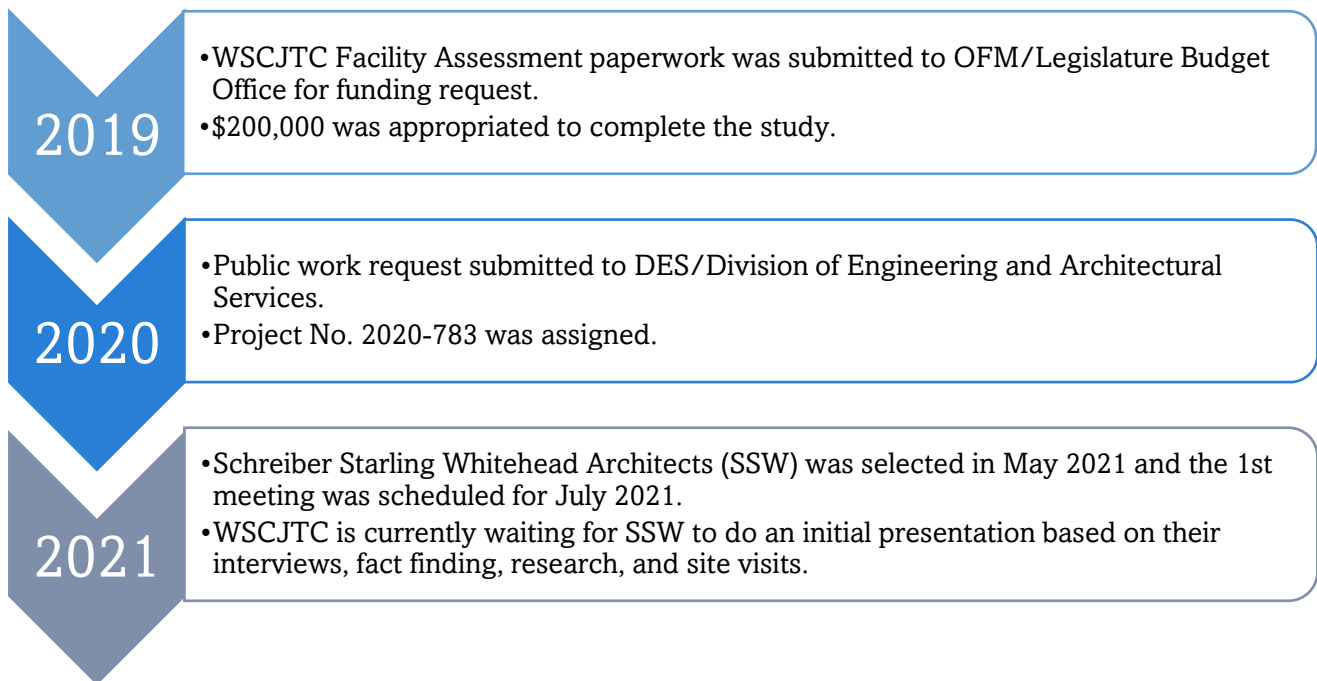 2019
•WSCJTC Facility Assessment paperwork was submitted to OFM/Legislature Budget
Office for funding request.
•$200,000 was appropriated to complete the study.
2020
•Public work request submitted to DES/Division of Engineering and Architectural
Services.
•Project No. 2020-783 was assigned.
2021
•Schreiber Starling Whitehead Architects (SSW) was selected in May 2021 and the 1st
meeting was scheduled for July 2021.
•WSCJTC is currently waiting for SSW to do an initial presentation based on their
interviews, fact finding, research, and site visits.